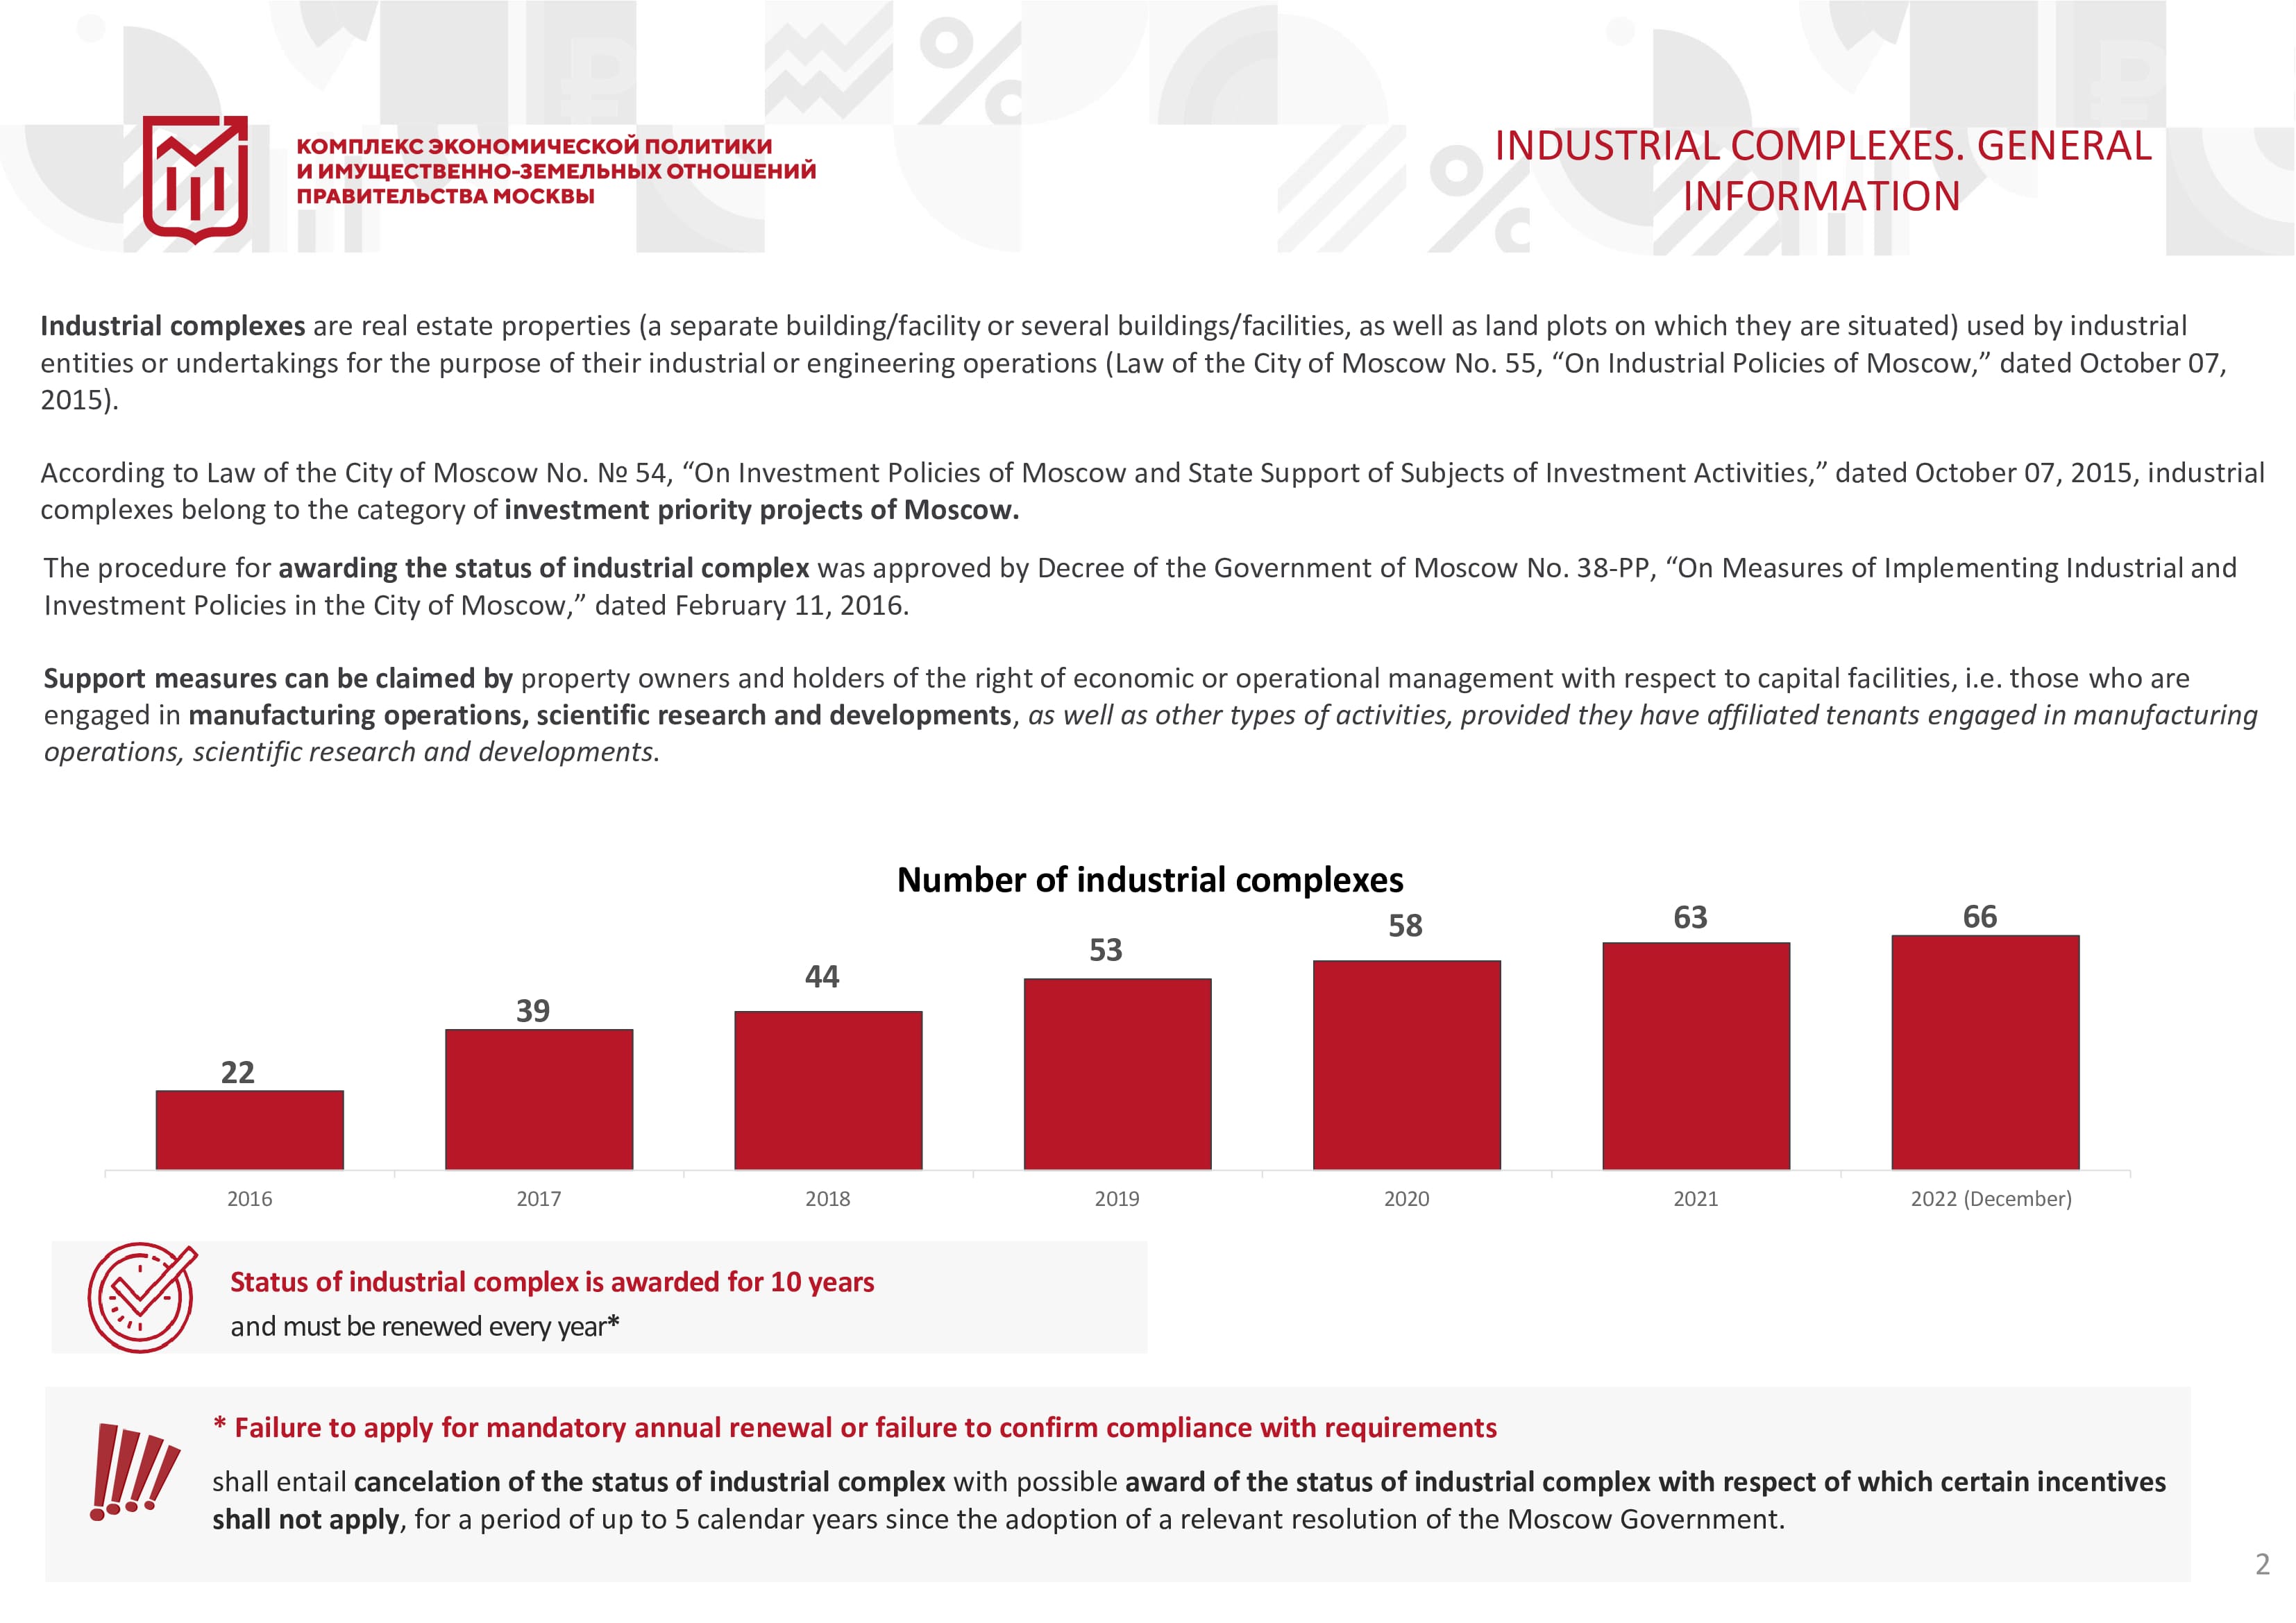 КОМПЛЕКС ЭКОНОМИЧЕСКОЙ ПОЛИТИКИ
И ИМУЩЕСТВЕННО-ЗЕМЕЛЬНЫХ ОТНОШЕНИЙ
ПРАВИТЕЛЬСТВА МОСКВЫ
INDUSTRIAL COMPLEXES. GENERAL
INFORMATION
Industrial complexes are real estate properties (a separate building/facility or several buildings/facilities, as well as land plots on which they are situated) used by industrial
entities or undertakings for the purpose of their industrial or engineering operations (Law of the City of Moscow No. 55, “On Industrial Policies of Moscow,” dated October 07,
2015).
According to Law of the City of Moscow No. № 54, “On Investment Policies of Moscow and State Support of Subjects of Investment Activities,” dated October 07, 2015, industrial
complexes belong to the category of investment priority projects of Moscow.
The procedure for awarding the status of industrial complex was approved by Decree of the Government of Moscow No. 38-PP, “On Measures of Implementing Industrial and
Investment Policies in the City of Moscow,” dated February 11, 2016.
Support measures can be claimed by property owners and holders of the right of economic or operational management with respect to capital facilities, i.e. those who are
engaged in manufacturing operations, scientific research and developments, as well as other types of activities, provided they have affiliated tenants engaged in manufacturing
operations, scientific research and developments.
Number of industrial complexes
22
39
44
53
58
63
66
2016
2017
2018
2019
2020
2021
2022 (December)
Status of industrial complex is awarded for 10 years
and must be renewed every year*
* Failure to apply for mandatory annual renewal or failure to confirm compliance with requirements
shall entail cancelation of the status of industrial complex with possible award of the status of industrial complex with respect of which certain incentives
shall not apply, for a period of up to 5 calendar years since the adoption of a relevant resolution of the Moscow Government.
2